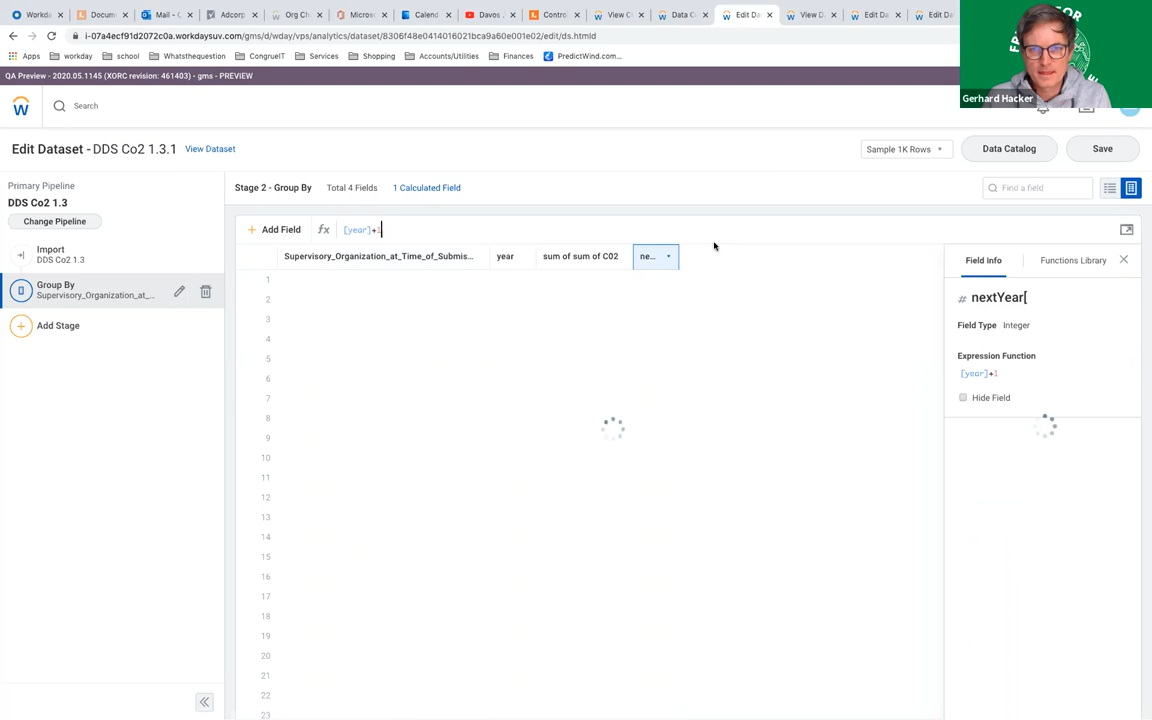 Workda
Docum
Mail – C
Adcorp
Org Ch
Micros
Calend
Davos
Contro
View C
Data C
Edit Da
View D
Edit Da
Edit Da
i-07a4ecf91d2072c0a.workdaysuv.com/gms/d/wday/vps/analytics/dataset/8306f48e0414016021bca9a60e001e02/edit/ds.htmld
Apps
workday
school
Whatsthequestion
CongrueIT
Services
Shopping
Accounts/Utilities
Finances
PredictWind.com...
QA Preview - 2020.05.1145 (XORC revision: 461403) - gms - PREVIEW
Gerhard Hacker
Search
Edit Dataset - DDS Co2 1.3.1 View Dataset
Sample 1K Rows
Data Catalog
Save
Primary Pipeline
DDS Co2 1.3
Change Pipeline
Import
DDS Co2 1.3
Group By
Supervisory_Organization_at_...
Add Stage
Stage 2 - Group By Total 4 Fields 1 Calculated Field
Find a field
+ Add Field fx [year]+1
Supervisory_Organization_at_Time_of_Submis... year sum of sum of C02 ne...
1
2
3
4
5
6
7
8
9
10
11
12
13
14
15
16
17
18
19
20
21
22
23
Field Info
Functions Library
# nextYear[
Field Type Integer
Expression Function
[year]+1
Hide Field